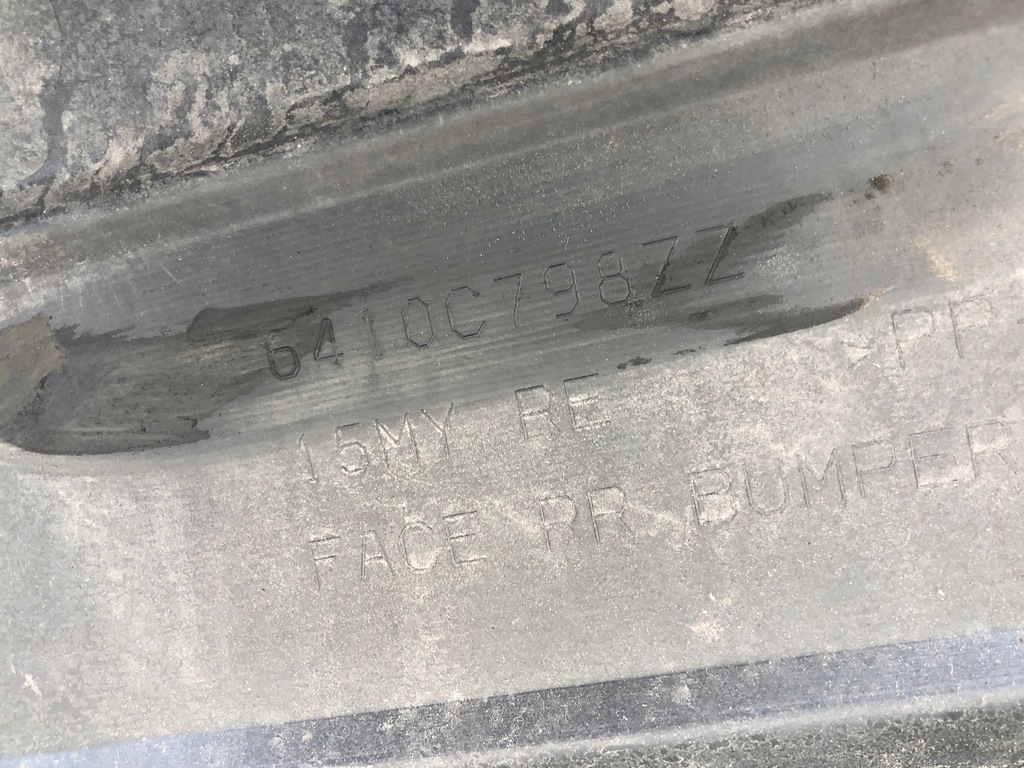 6410C798ZZ
15MY RE >PP
FACE RR BUMPER